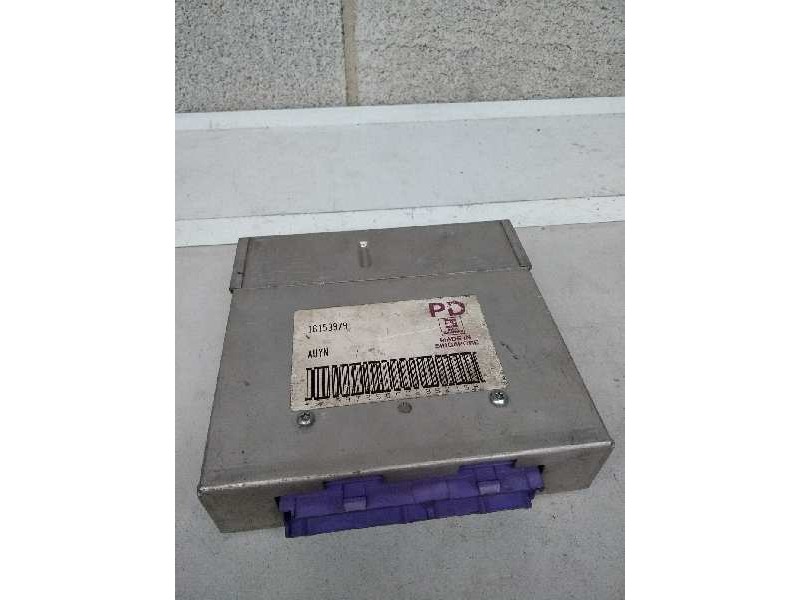 16153979
AUYN
PD
MADE IN
SINGAPORE